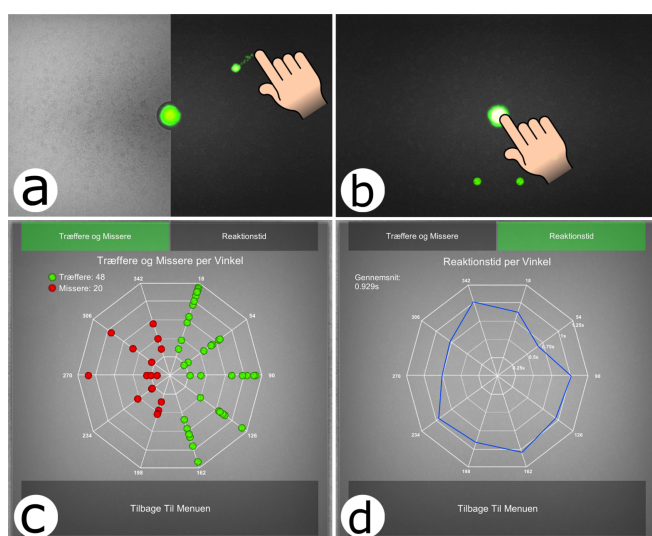 a
b
Træffere og Missere
Reaktionstid
Træffere og Missere per Vinkel
Træffere: 48
Missere: 20
342
18
306
54
270
90
234
126
198
162
Tilbage Til Menuen
c
Træffere og Missere
Reaktionstid
Reaktionstid per Vinkel
Gennemsnit:
0.929s
342
18
306
54
1.25s
1s
0.75s
0.5s
0.25s
270
90
234
126
198
162
Tilbage Til Menuen
d